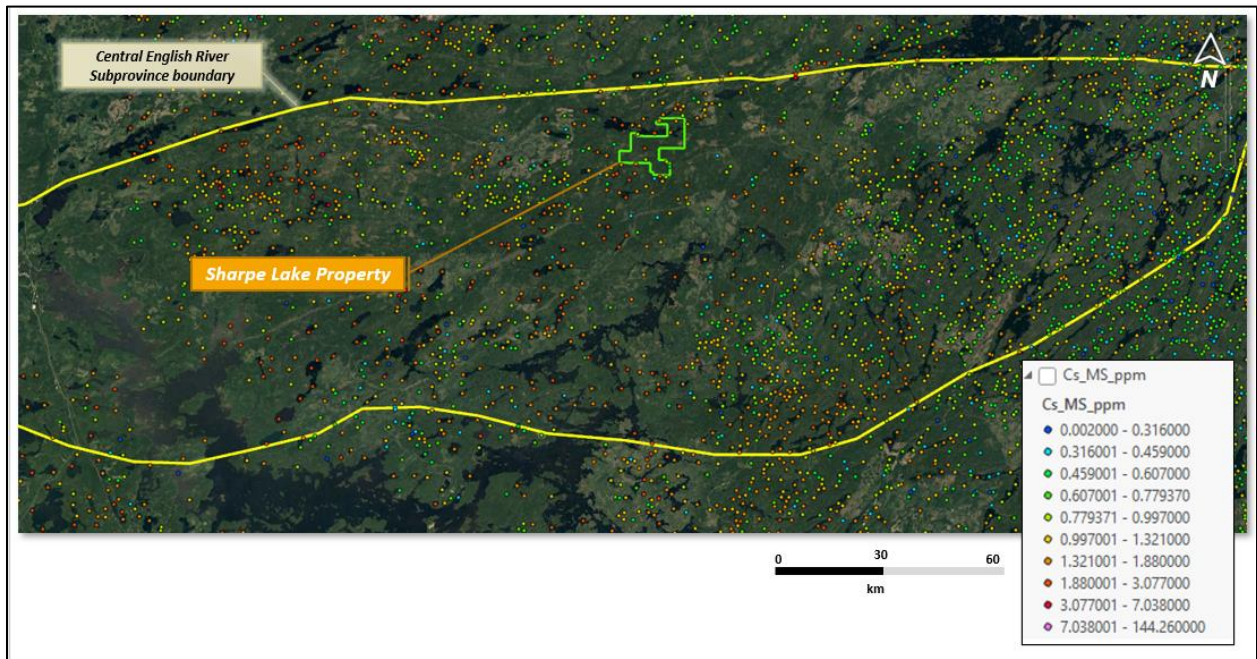 Central English River
Subprovince boundary
N
Sharpe Lake Property
Cs_MS_ppm
Cs_MS_ppm
0.002000 - 0.316000
0.316001 - 0.459000
0.459001 - 0.607000
0.607001 - 0.779370
0.779371 - 0.997000
0.997001 - 1.321000
1.321001 - 1.880000
1.880001 - 3.077000
3.077001 - 7.038000
7.038001 - 144.260000
0 30 60
km